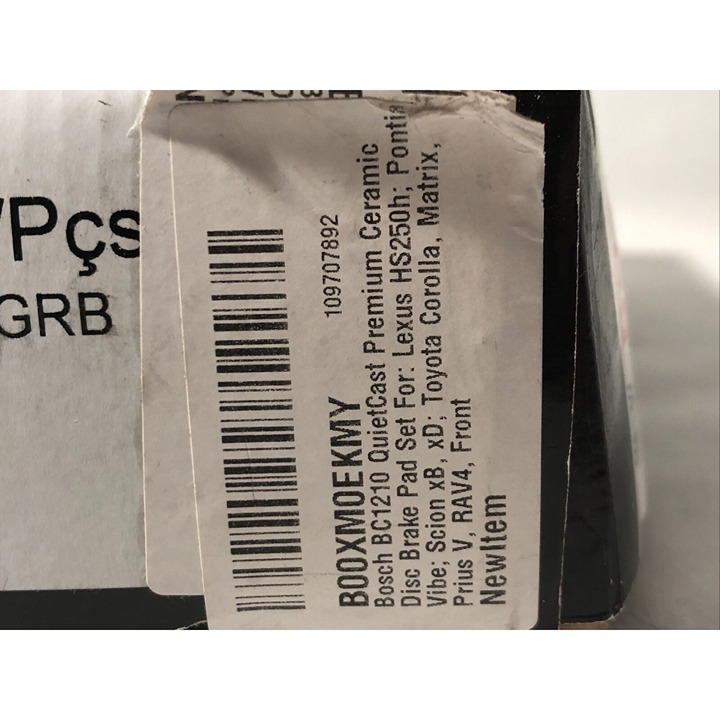 /Pçs
GRB
109707892
B00XM0EKMY
Bosch BC1210 QuietCast Premium Ceramic
Disc Brake Pad Set For: Lexus HS250h; Pontia
Vibe; Scion xB, xD; Toyota Corolla, Matrix,
Prius V, RAV4, Front
NewItem